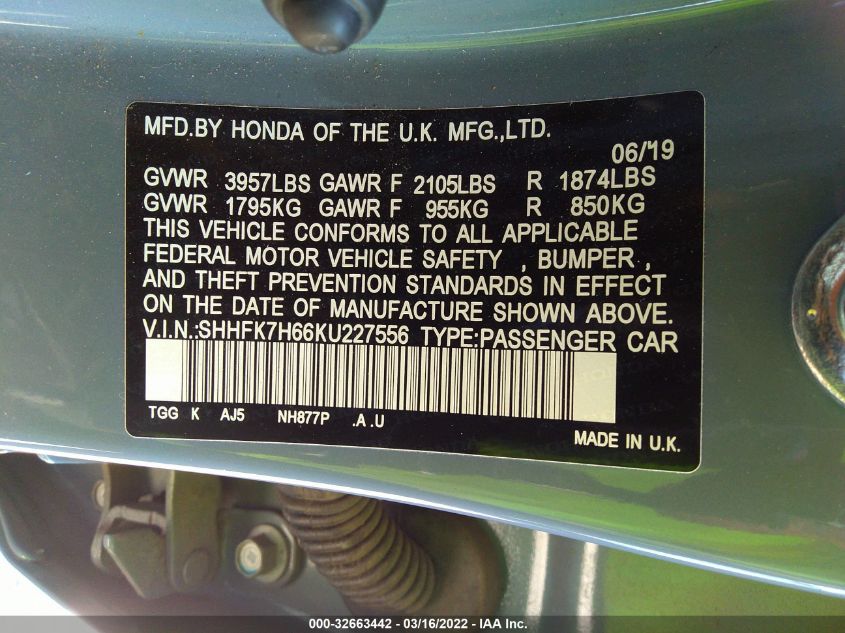 MFD.BY HONDA OF THE U.K. MFG.,LTD.
06/19
GVWR 3957LBS GAWR F 2105LBS R 1874LBS
GVWR 1795KG GAWR F 955KG R 850KG
THIS VEHICLE CONFORMS TO ALL APPLICABLE
FEDERAL MOTOR VEHICLE SAFETY , BUMPER ,
AND THEFT PREVENTION STANDARDS IN EFFECT
ON THE DATE OF MANUFACTURE SHOWN ABOVE.
V.I.N.:SHHFK7H66KU227556 TYPE:PASSENGER CAR
TGG K AJ5 NH877P .A .U
MADE IN U.K.
000-32663442 - 03/16/2022 - IAA Inc.